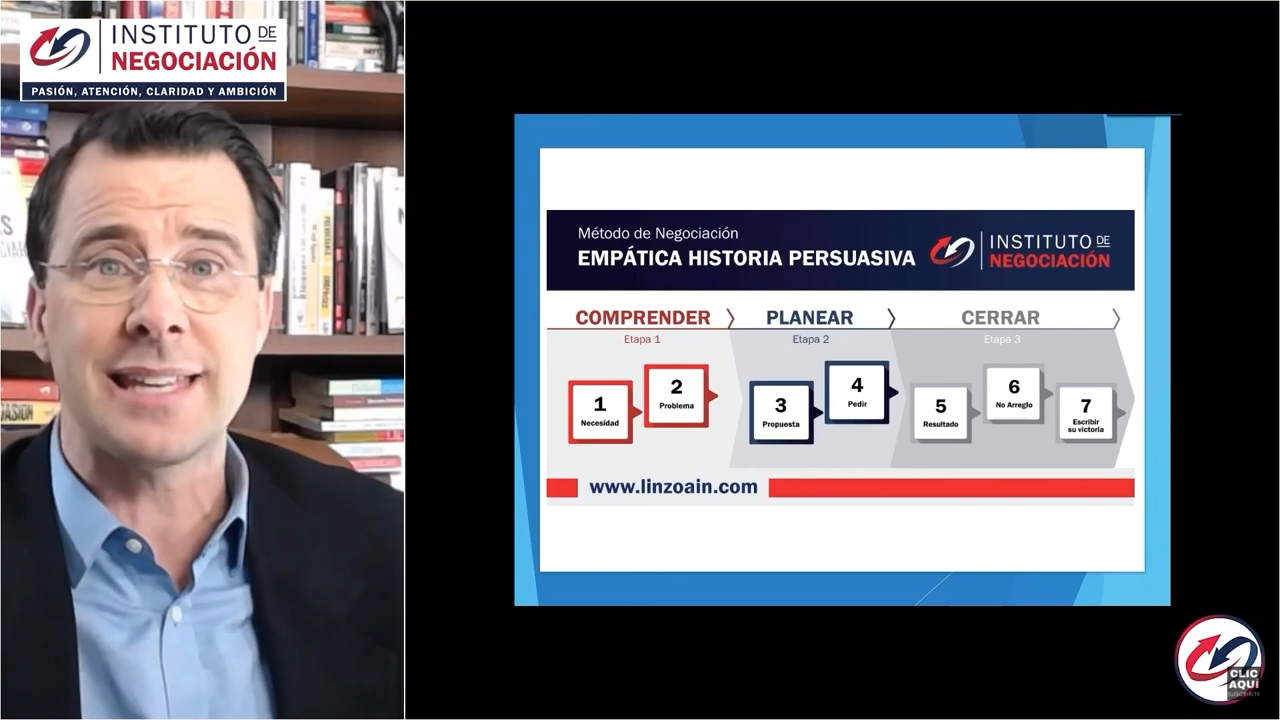 INSTITUTO DE
NEGOCIACIÓN
PASIÓN, ATENCIÓN, CLARIDAD Y AMBICIÓN
Método de Negociación
EMPÁTICA HISTORIA PERSUASIVA
INSTITUTO DE
NEGOCIACIÓN
COMPRENDER
PLANEAR
CERRAR
Etapa 1
Etapa 2
Etapa 3
1
Necesidad
2
Problema
3
Propuesta
4
Pedir
5
Resultado
6
No Arreglo
7
Escribir
su victoria
www.linzoain.com
CLIC
AQUÍ